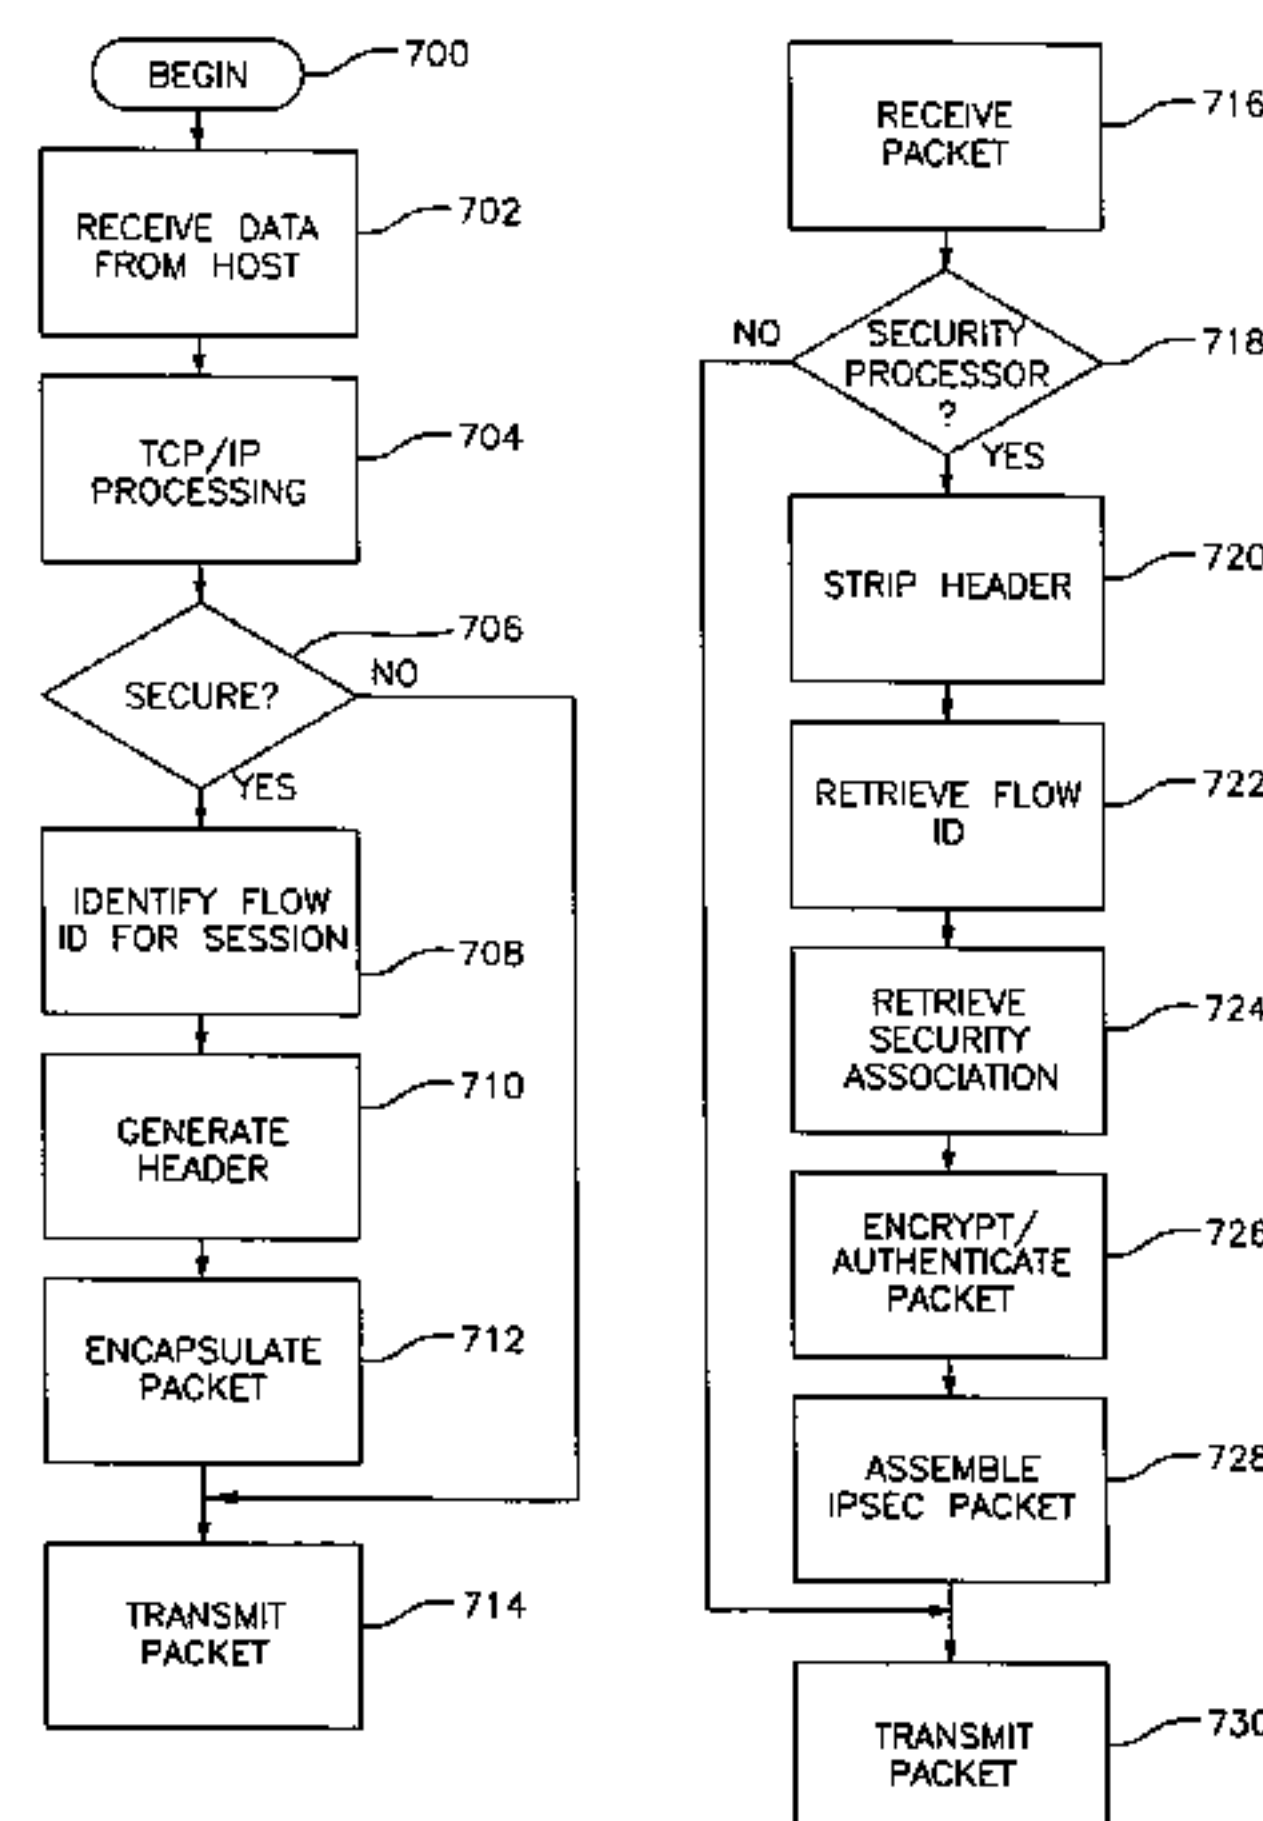 BEGIN
700
RECEIVE DATA
FROM HOST
702
TCP/IP
PROCESSING
704
SECURE?
706
NO
YES
IDENTIFY FLOW
ID FOR SESSION
708
GENERATE
HEADER
710
ENCAPSULATE
PACKET
712
TRANSMIT
PACKET
714
RECEIVE
PACKET
716
SECURITY
PROCESSOR
?
718
NO
YES
STRIP HEADER
720
RETRIEVE FLOW
ID
722
RETRIEVE
SECURITY
ASSOCIATION
724
ENCRYPT/
AUTHENTICATE
PACKET
726
ASSEMBLE
IPSEC PACKET
728
TRANSMIT
PACKET
730